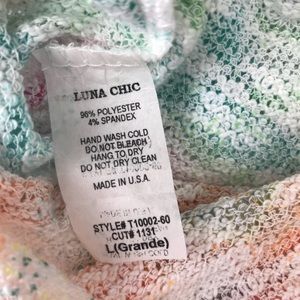 LUNA CHIC
96% POLYESTER
4% SPANDEX
HAND WASH COLD
DO NOT BLEACH
HANG TO DRY
DO NOT DRY CLEAN
MADE IN U.S.A.
STYLE# T10002-60
CUT# 1131
L(Grande)